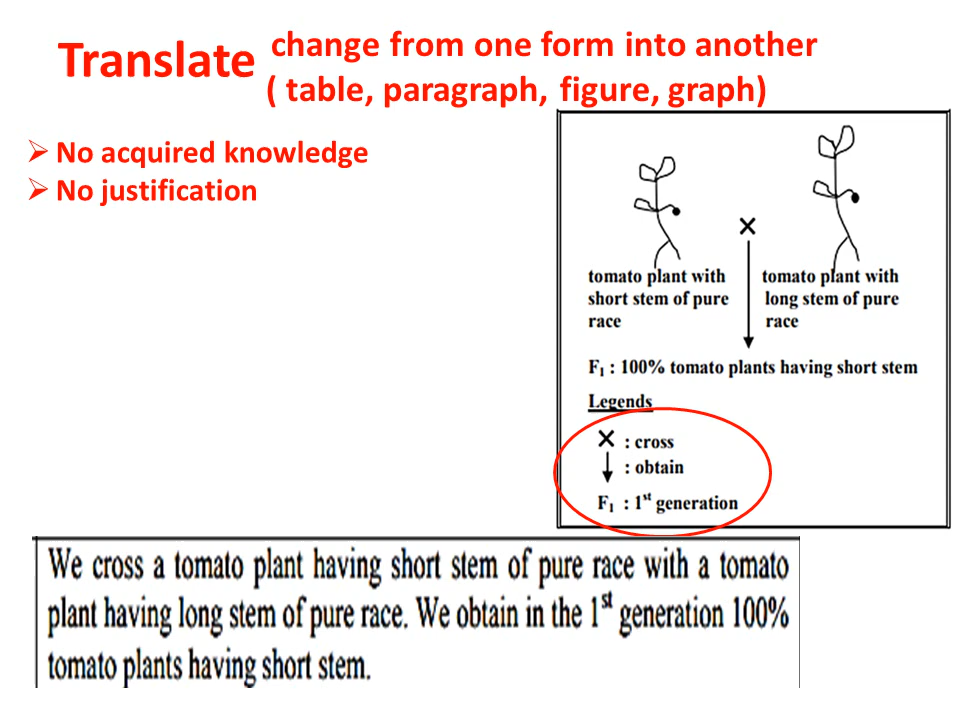 Translate change from one form into another
( table, paragraph, figure, graph)
➢ No acquired knowledge
➢ No justification
×
tomato plant with
short stem of pure
race
tomato plant with
long stem of pure
race
F₁ : 100% tomato plants having short stem
Legends
× : cross
↓ : obtain
F₁ : 1ˢᵗ generation
We cross a tomato plant having short stem of pure race with a tomato
plant having long stem of pure race. We obtain in the 1ˢᵗ generation 100%
tomato plants having short stem.